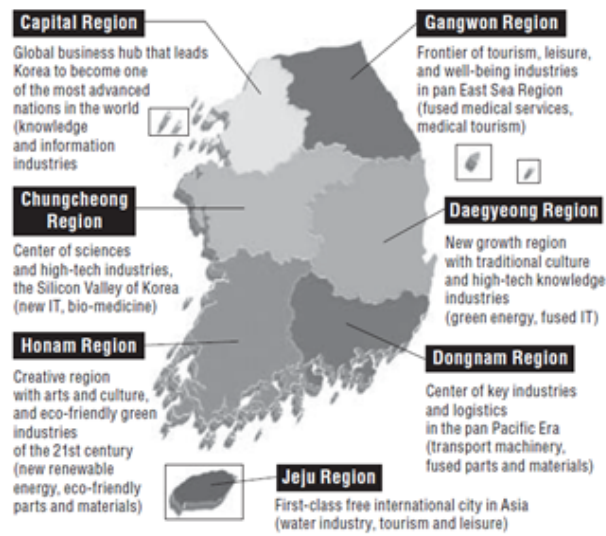 Capital Region
Global business hub that leads
Korea to become one
of the most advanced
nations in the world
(knowledge
and information
industries
Gangwon Region
Frontier of tourism, leisure,
and well-being industries
in pan East Sea Region
(fused medical services,
medical tourism)
Chungcheong
Region
Center of sciences
and high-tech industries,
the Silicon Valley of Korea
(new IT, bio-medicine)
Daegyeong Region
New growth region
with traditional culture
and high-tech knowledge
industries
(green energy, fused IT)
Honam Region
Creative region
with arts and culture,
and eco-friendly green
industries
of the 21st century
(new renewable
energy, eco-friendly
parts and materials)
Dongnam Region
Center of key industries
and logistics
in the pan Pacific Era
(transport machinery,
fused parts and materials)
Jeju Region
First-class free international city in Asia
(water industry, tourism and leisure)